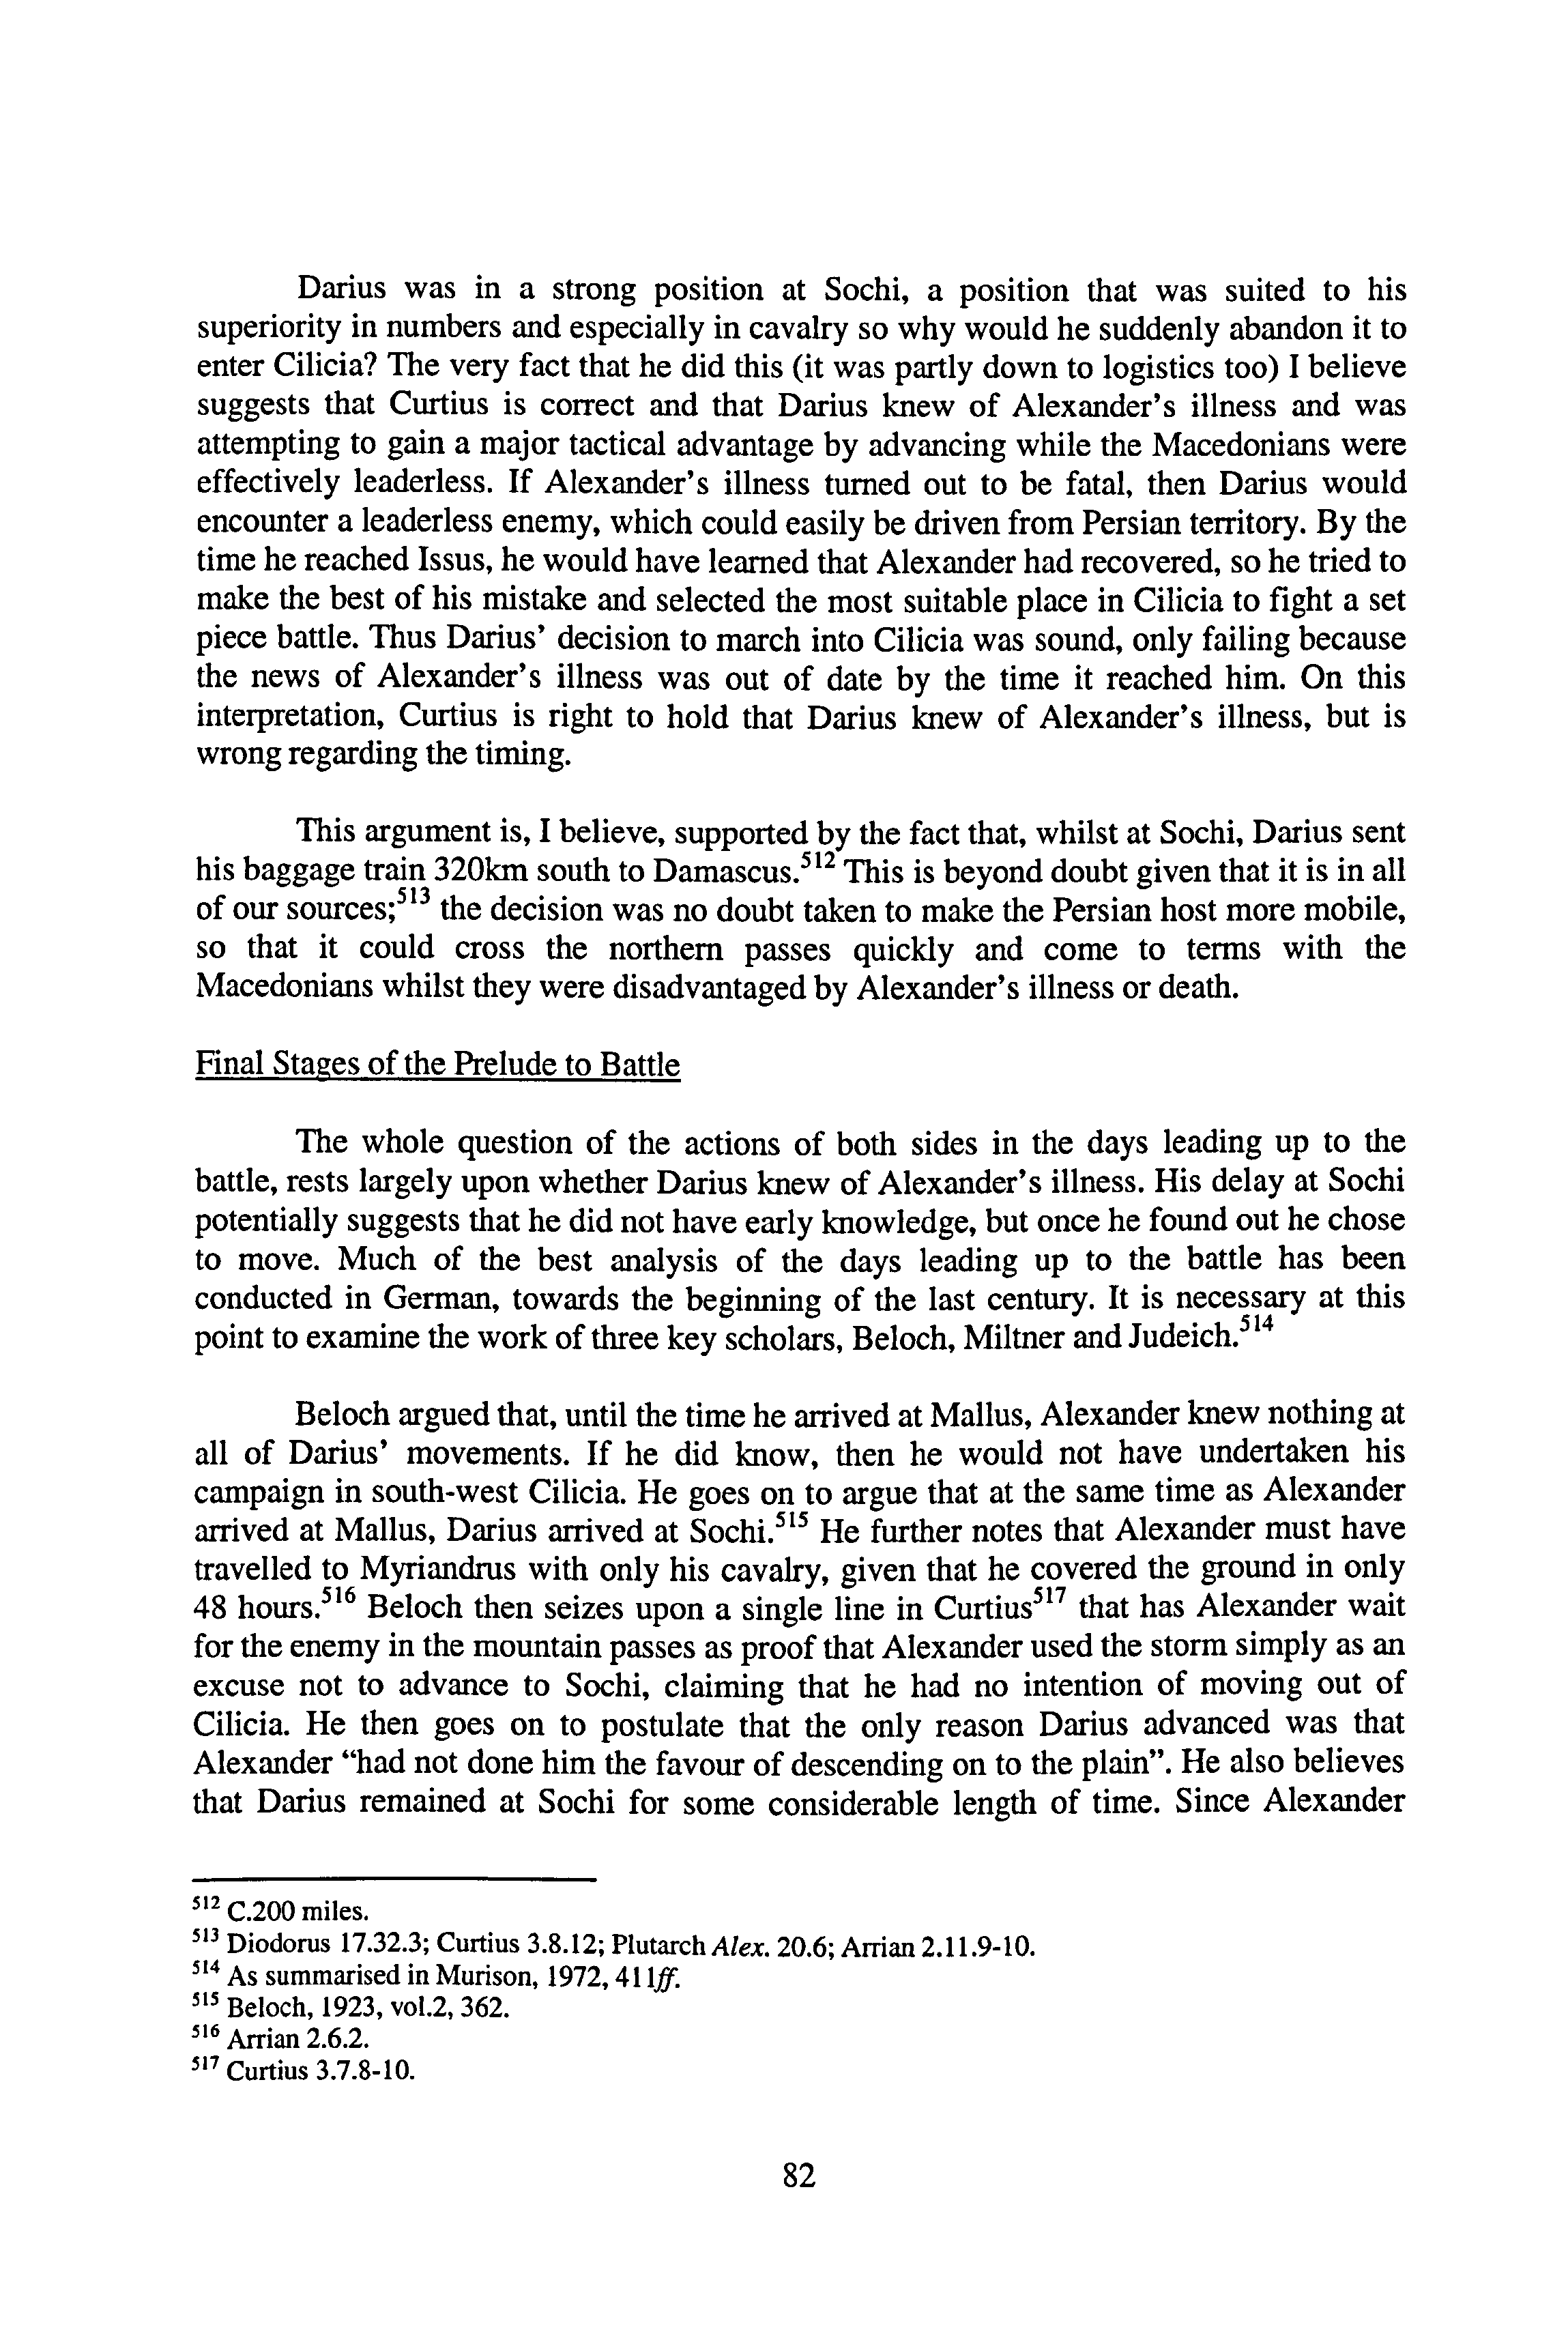 Darius was in a strong position at Sochi, a position that was suited to his
superiority in numbers and especially in cavalry so why would he suddenly abandon it to
enter Cilicia? The very fact that he did this (it was partly down to logistics too) I believe
suggests that Curtius is correct and that Darius knew of Alexander's illness and was
attempting to gain a major tactical advantage by advancing while the Macedonians were
effectively leaderless. If Alexander's illness turned out to be fatal, then Darius would
encounter a leaderless enemy, which could easily be driven from Persian territory. By the
time he reached Issus, he would have learned that Alexander had recovered, so he tried to
make the best of his mistake and selected the most suitable place in Cilicia to fight a set
piece battle. Thus Darius' decision to march into Cilicia was sound, only failing because
the news of Alexander's illness was out of date by the time it reached him. On this
interpretation, Curtius is right to hold that Darius knew of Alexander's illness, but is
wrong regarding the timing.
This argument is, I believe, supported by the fact that, whilst at Sochi, Darius sent
his baggage train 320km south to Damascus.⁵¹² This is beyond doubt given that it is in all
of our sources;⁵¹³ the decision was no doubt taken to make the Persian host more mobile,
so that it could cross the northern passes quickly and come to terms with the
Macedonians whilst they were disadvantaged by Alexander's illness or death.
Final Stages of the Prelude to Battle
The whole question of the actions of both sides in the days leading up to the
battle, rests largely upon whether Darius knew of Alexander's illness. His delay at Sochi
potentially suggests that he did not have early knowledge, but once he found out he chose
to move. Much of the best analysis of the days leading up to the battle has been
conducted in German, towards the beginning of the last century. It is necessary at this
point to examine the work of three key scholars, Beloch, Miltner and Judeich.⁵¹⁴
Beloch argued that, until the time he arrived at Mallus, Alexander knew nothing at
all of Darius' movements. If he did know, then he would not have undertaken his
campaign in south-west Cilicia. He goes on to argue that at the same time as Alexander
arrived at Mallus, Darius arrived at Sochi.⁵¹⁵ He further notes that Alexander must have
travelled to Myriandrus with only his cavalry, given that he covered the ground in only
48 hours.⁵¹⁶ Beloch then seizes upon a single line in Curtius⁵¹⁷ that has Alexander wait
for the enemy in the mountain passes as proof that Alexander used the storm simply as an
excuse not to advance to Sochi, claiming that he had no intention of moving out of
Cilicia. He then goes on to postulate that the only reason Darius advanced was that
Alexander “had not done him the favour of descending on to the plain”. He also believes
that Darius remained at Sochi for some considerable length of time. Since Alexander
⁵¹² C.200 miles.
⁵¹³ Diodorus 17.32.3; Curtius 3.8.12; Plutarch Alex. 20.6; Arrian 2.11.9-10.
⁵¹⁴ As summarised in Murison, 1972, 411ff.
⁵¹⁵ Beloch, 1923, vol.2, 362.
⁵¹⁶ Arrian 2.6.2.
⁵¹⁷ Curtius 3.7.8-10.
82